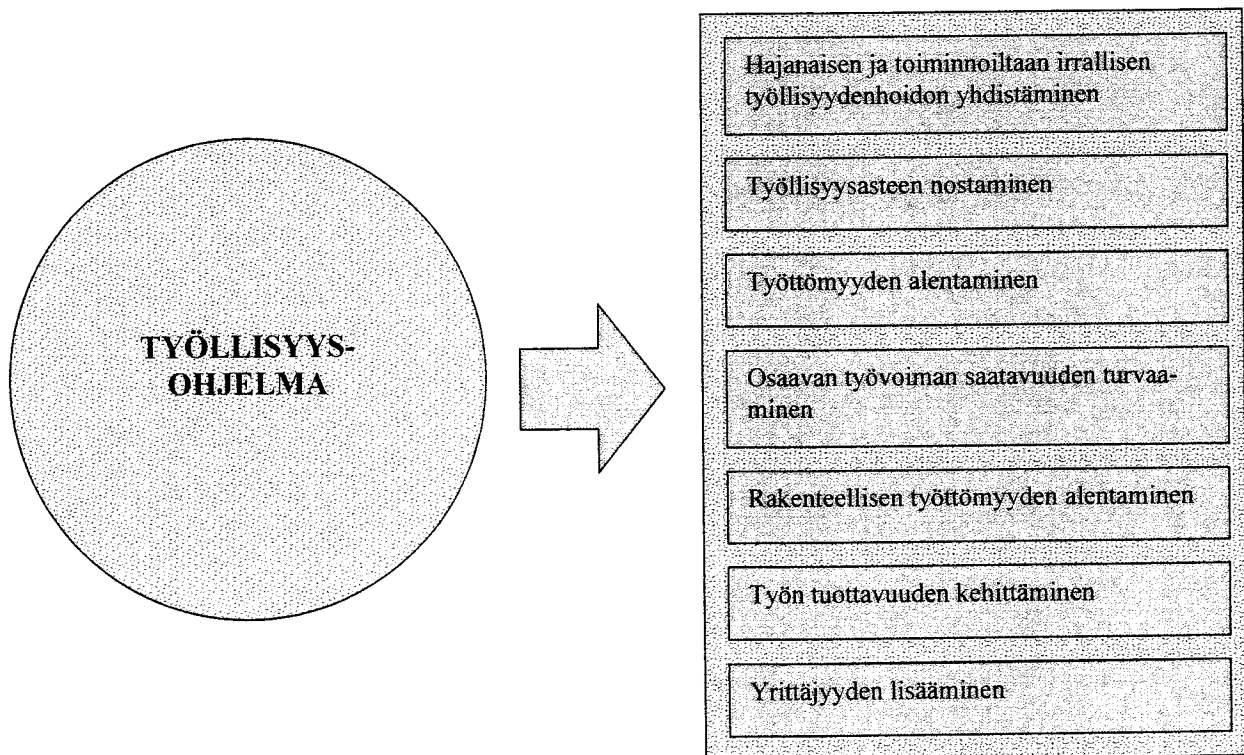 TYÖLLISYYS-
OHJELMA
Hajanaisen ja toiminnoiltaan irrallisen
työllisyydenhoidon yhdistäminen
Työllisyysasteen nostaminen
Työttömyyden alentaminen
Osaavan työvoiman saatavuuden turvaa-
minen
Rakenteellisen työttömyyden alentaminen
Työn tuottavuuden kehittäminen
Yrittäjyyden lisääminen